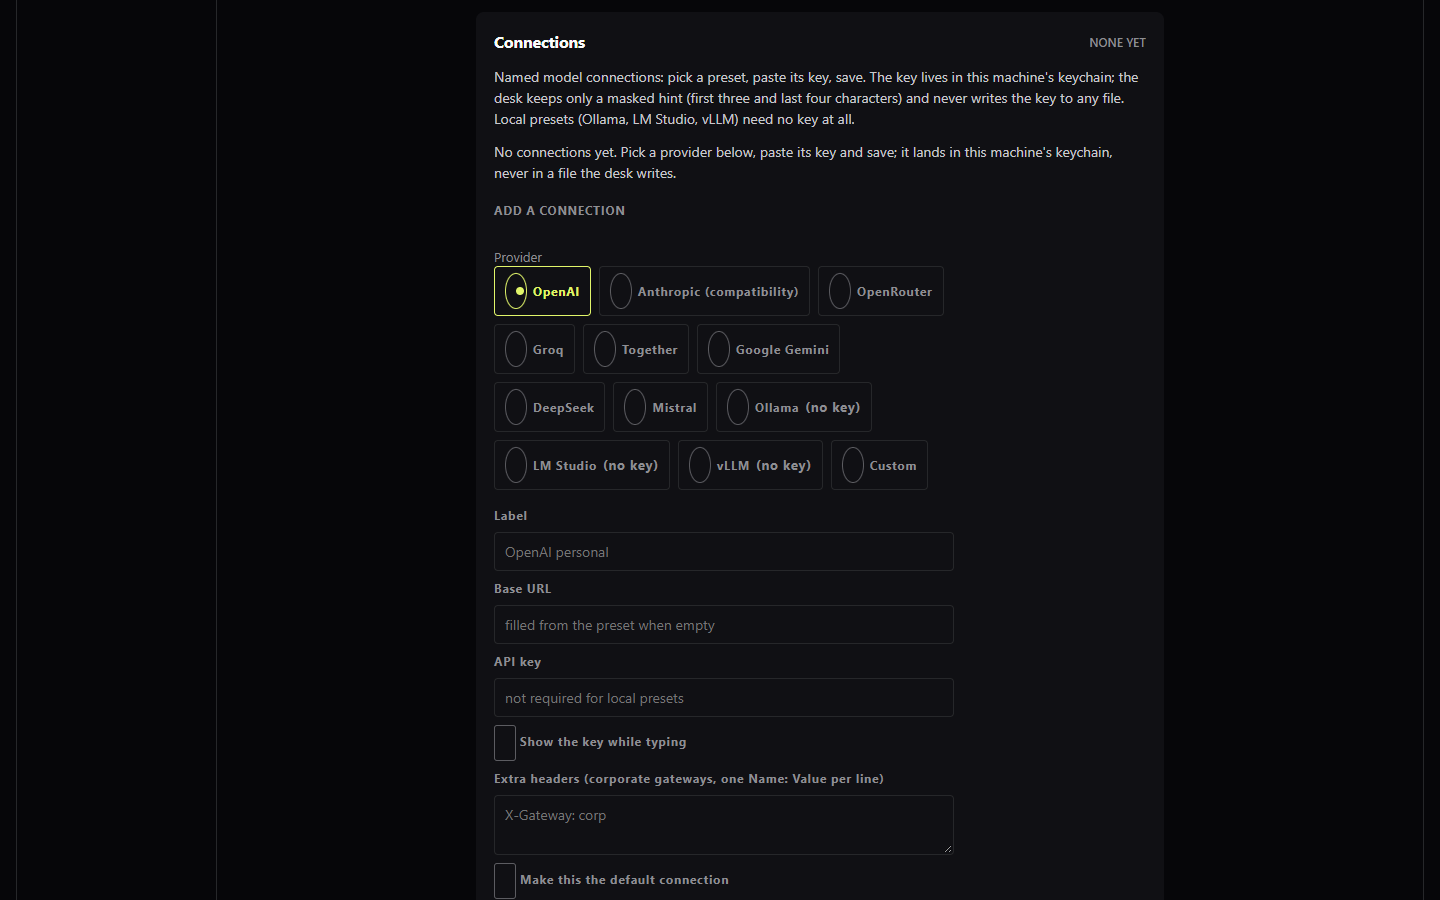 Connections
NONE YET
Named model connections: pick a preset, paste its key, save. The key lives in this machine's keychain; the
desk keeps only a masked hint (first three and last four characters) and never writes the key to any file.
Local presets (Ollama, LM Studio, vLLM) need no key at all.
No connections yet. Pick a provider below, paste its key and save; it lands in this machine's keychain,
never in a file the desk writes.
ADD A CONNECTION
Provider
OpenAI
Anthropic (compatibility)
OpenRouter
Groq
Together
Google Gemini
DeepSeek
Mistral
Ollama (no key)
LM Studio (no key)
vLLM (no key)
Custom
Label
OpenAI personal
Base URL
filled from the preset when empty
API key
not required for local presets
Show the key while typing
Extra headers (corporate gateways, one Name: Value per line)
X-Gateway: corp
Make this the default connection